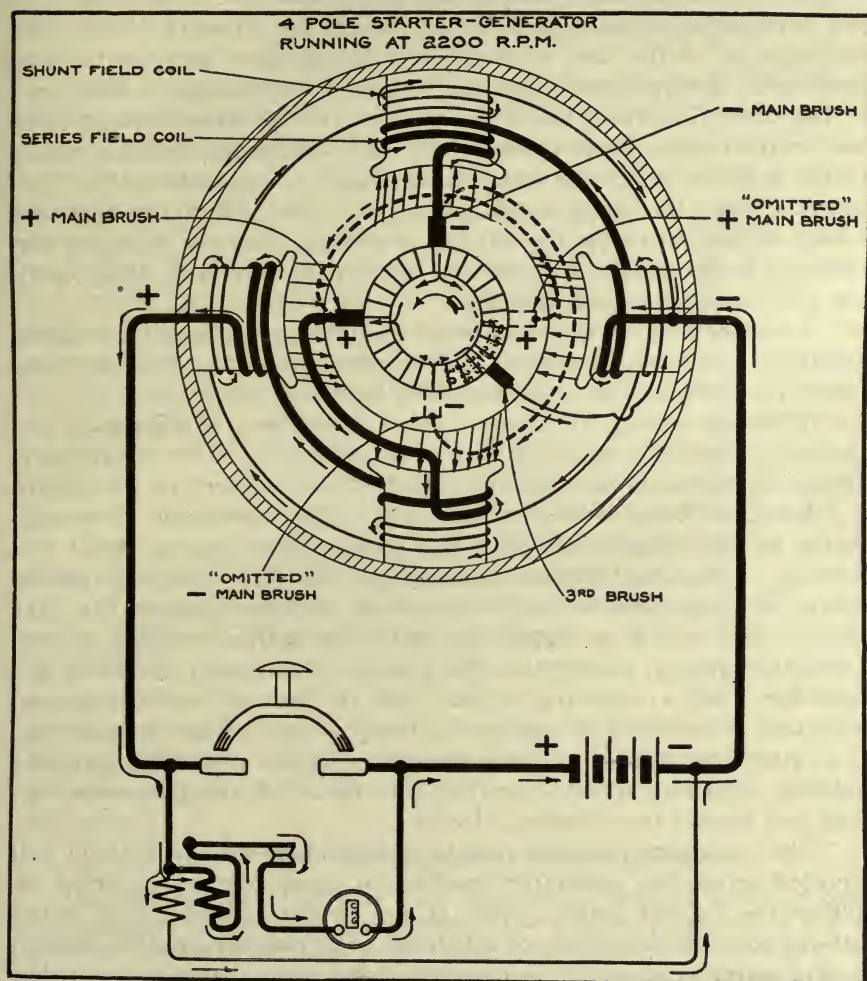 4 POLE STARTER-GENERATOR
RUNNING AT 2200 R.P.M.
SHUNT FIELD COIL
SERIES FIELD COIL
− MAIN BRUSH
+ MAIN BRUSH
"OMITTED"
+ MAIN BRUSH
−
+
+
−
+
−
"OMITTED"
− MAIN BRUSH
3RD BRUSH
+
−
CHG